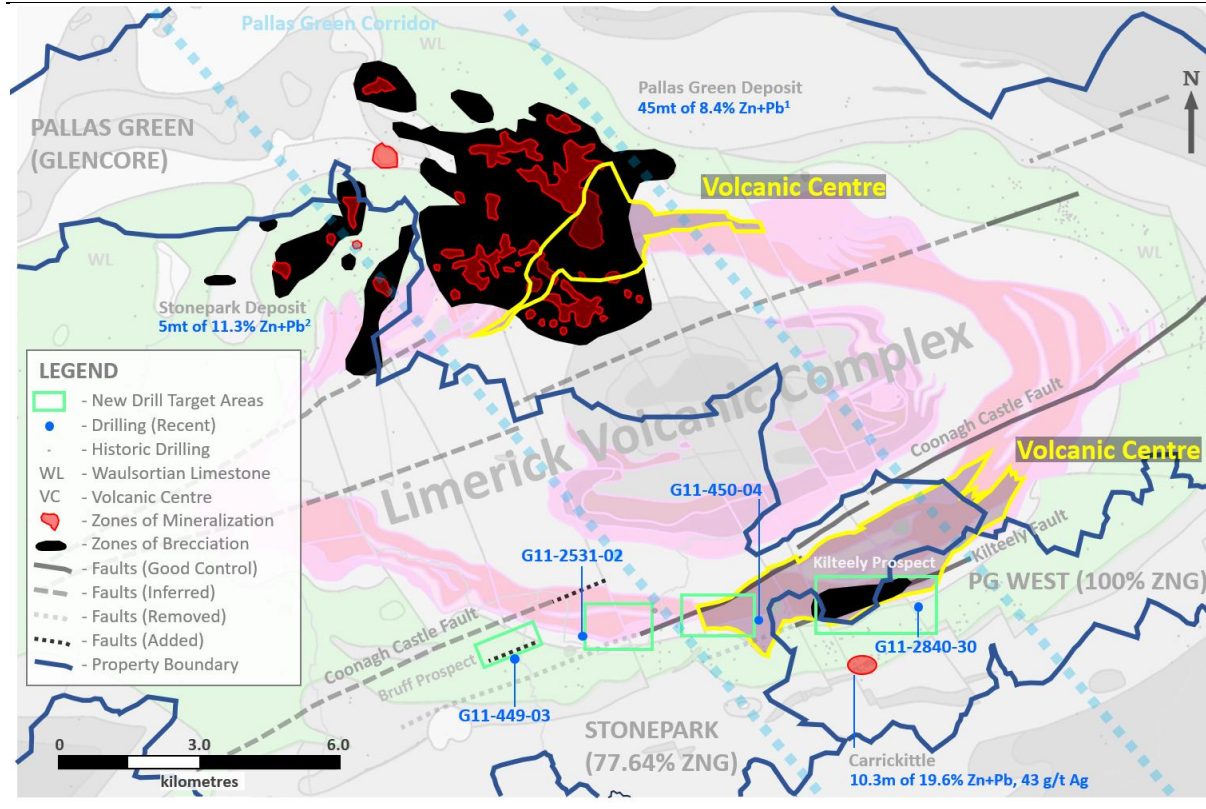 Pallas Green Corridor
WL
WL
PALLAS GREEN
(GLENCORE)
Pallas Green Deposit
45mt of 8.4% Zn+Pb¹
N
Volcanic Centre
WL
WL
Stonepark Deposit
5mt of 11.3% Zn+Pb²
Limerick Volcanic Complex
Coonagh Castle Fault
Volcanic Centre
LEGEND
- New Drill Target Areas
- Drilling (Recent)
- Historic Drilling
WL - Waulsortian Limestone
VC - Volcanic Centre
- Zones of Mineralization
- Zones of Brecciation
- Faults (Good Control)
- Faults (Inferred)
- Faults (Removed)
- Faults (Added)
- Property Boundary
G11-450-04
G11-2531-02
Kilteely Prospect
Kilteely Fault
PG WEST (100% ZNG)
Coonagh Castle Fault
Bruff Prospect
G11-2840-30
G11-449-03
STONEPARK
(77.64% ZNG)
0 3.0 6.0
kilometres
Carrickittle
10.3m of 19.6% Zn+Pb, 43 g/t Ag